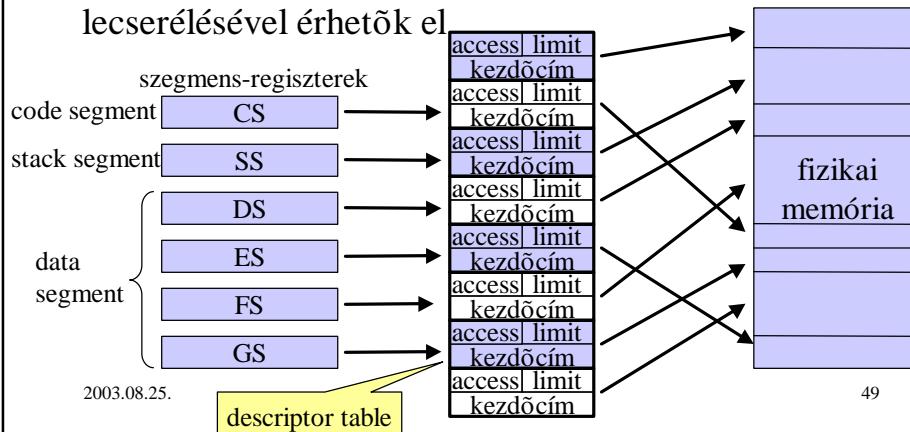 lecserélésével érhetõk el
szegmens-regiszterek
code segment
CS
stack segment
SS
DS
ES
FS
GS
data
segment
access limit
kezdõcím
access limit
kezdõcím
access limit
kezdõcím
access limit
kezdõcím
access limit
kezdõcím
access limit
kezdõcím
access limit
kezdõcím
access limit
kezdõcím
fizikai
memória
descriptor table
2003.08.25.
49